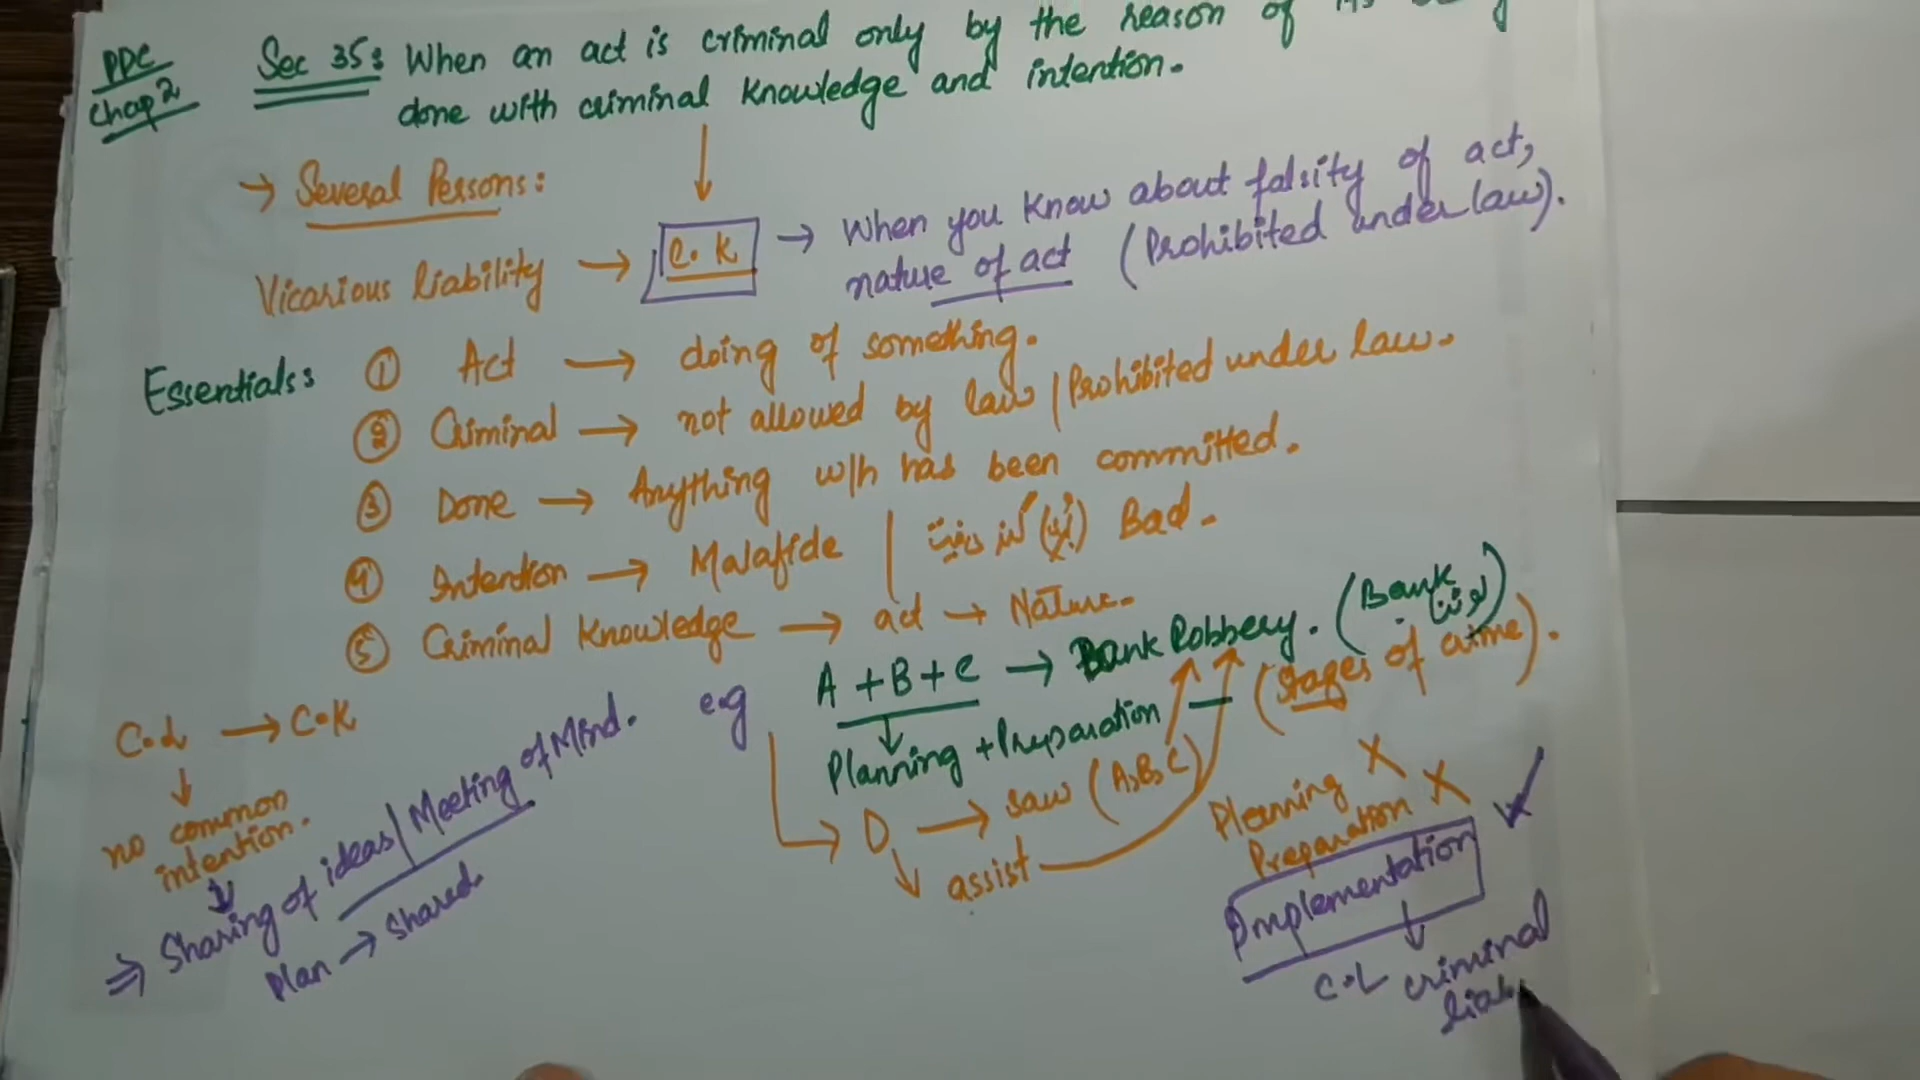 PPC
Chap 2
Sec 35: When an act is criminal only by the reason of its
done with criminal Knowledge and intention.
→ Several Persons:
Vicarious liability → C.K → When you Know about falsity of act,
nature of act (Prohibited under law).
Essentials:
① Act → doing of something.
② Criminal → not allowed by law / Prohibited under law.
③ Done → Anything w/h has been committed.
④ Intention → Malafide | Bad.
⑤ Criminal Knowledge → act → Nature.
C.L → C.K
↓
no common
intention.
↓
⇒ Sharing of ideas / Meeting of Mind.
Plan → Shared
e.g
A + B + C → Bank Robbery. (Bank لوٹنا)
↓
Planning + Preparation — (Stages of crime).
D → saw (A,B,C)
↓ assist
Planning X
Preparation X
Implementation ✓
↓
C.L criminal
liab